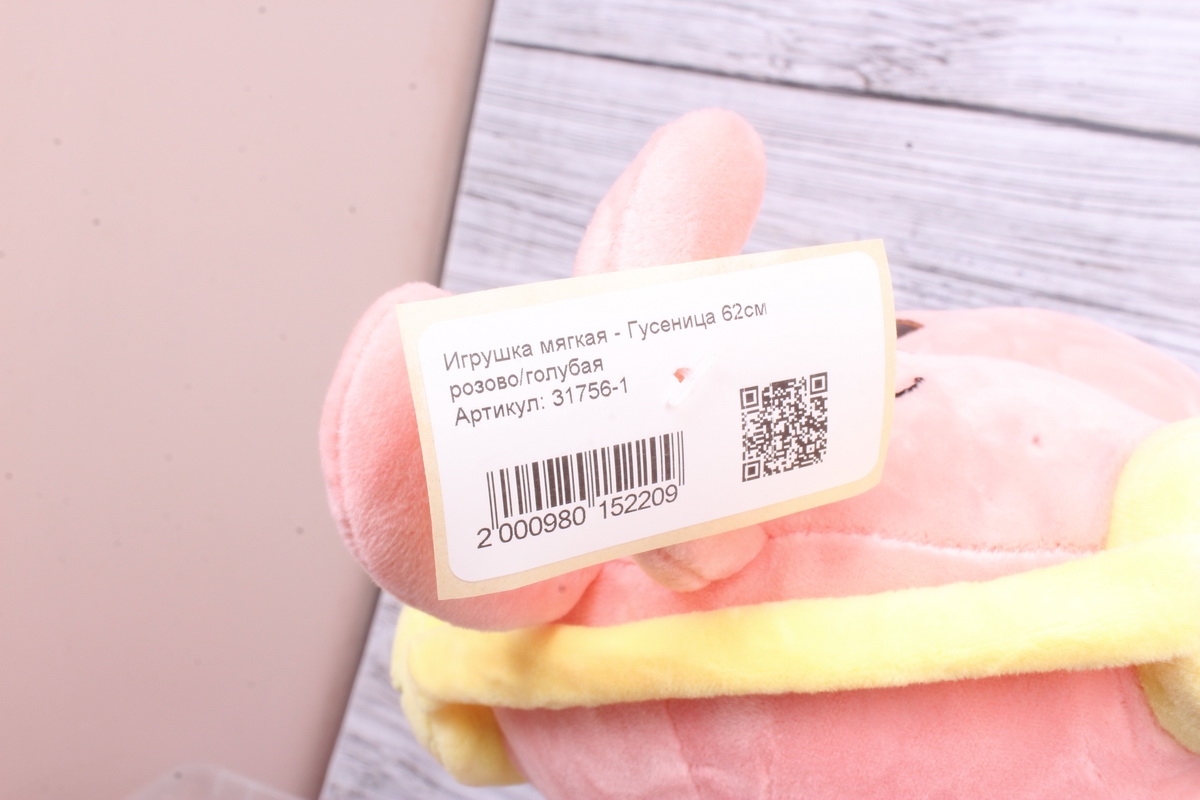 Игрушка мягкая - Гусеница 62см
розово/голубая
Артикул: 31756-1
2 000980 152209